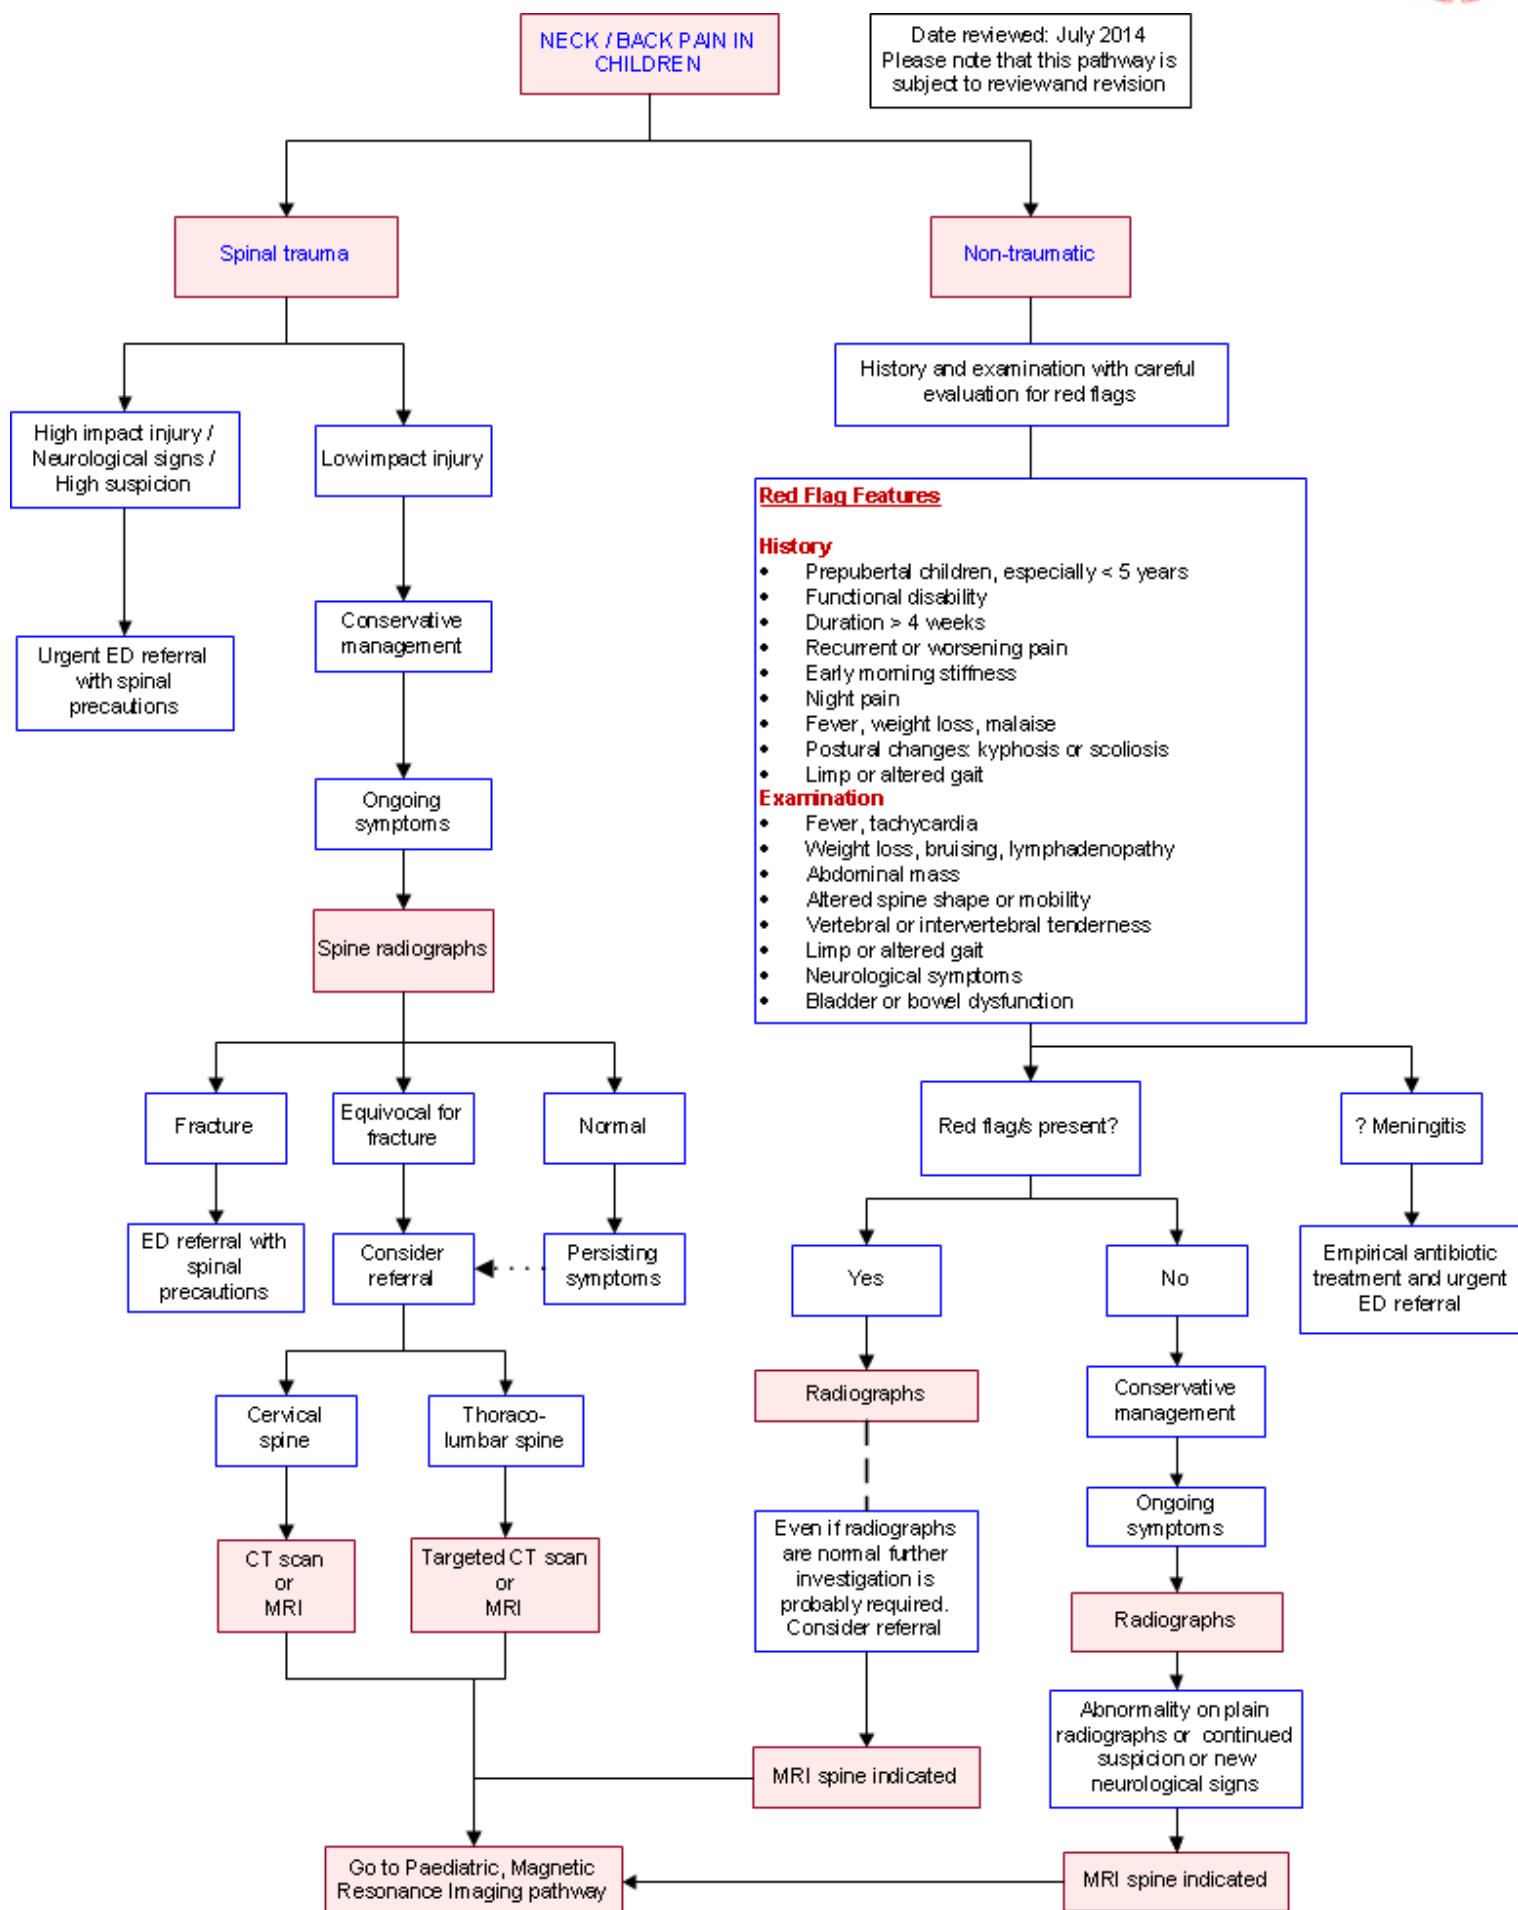 NECK / BACK PAIN IN
CHILDREN
Date reviewed: July 2014
Please note that this pathway is
subject to reviewand revision
Spinal trauma
Non-traumatic
History and examination with careful
evaluation for red flags
High impact injury /
Neurological signs /
High suspicion
Lowimpact injury
Urgent ED referral
with spinal
precautions
Conservative
management
Ongoing
symptoms
Spine radiographs
Red Flag Features
History
• Prepubertal children, especially < 5 years
• Functional disability
• Duration > 4 weeks
• Recurrent or worsening pain
• Early morning stiffness
• Night pain
• Fever, weight loss, malaise
• Postural changes: kyphosis or scoliosis
• Limp or altered gait
Examination
• Fever, tachycardia
• Weight loss, bruising, lymphadenopathy
• Abdominal mass
• Altered spine shape or mobility
• Vertebral or intervertebral tenderness
• Limp or altered gait
• Neurological symptoms
• Bladder or bowel dysfunction
Fracture
Equivocal for
fracture
Normal
ED referral with
spinal
precautions
Consider
referral
Persisting
symptoms
Cervical
spine
Thoraco-
lumbar spine
CT scan
or
MRI
Targeted CT scan
or
MRI
Red flag/s present?
? Meningitis
Yes
No
Empirical antibiotic
treatment and urgent
ED referral
Radiographs
Conservative
management
Even if radiographs
are normal further
investigation is
probably required.
Consider referral
Ongoing
symptoms
Radiographs
Abnormality on plain
radiographs or continued
suspicion or new
neurological signs
MRI spine indicated
MRI spine indicated
Go to Paediatric, Magnetic
Resonance Imaging pathway